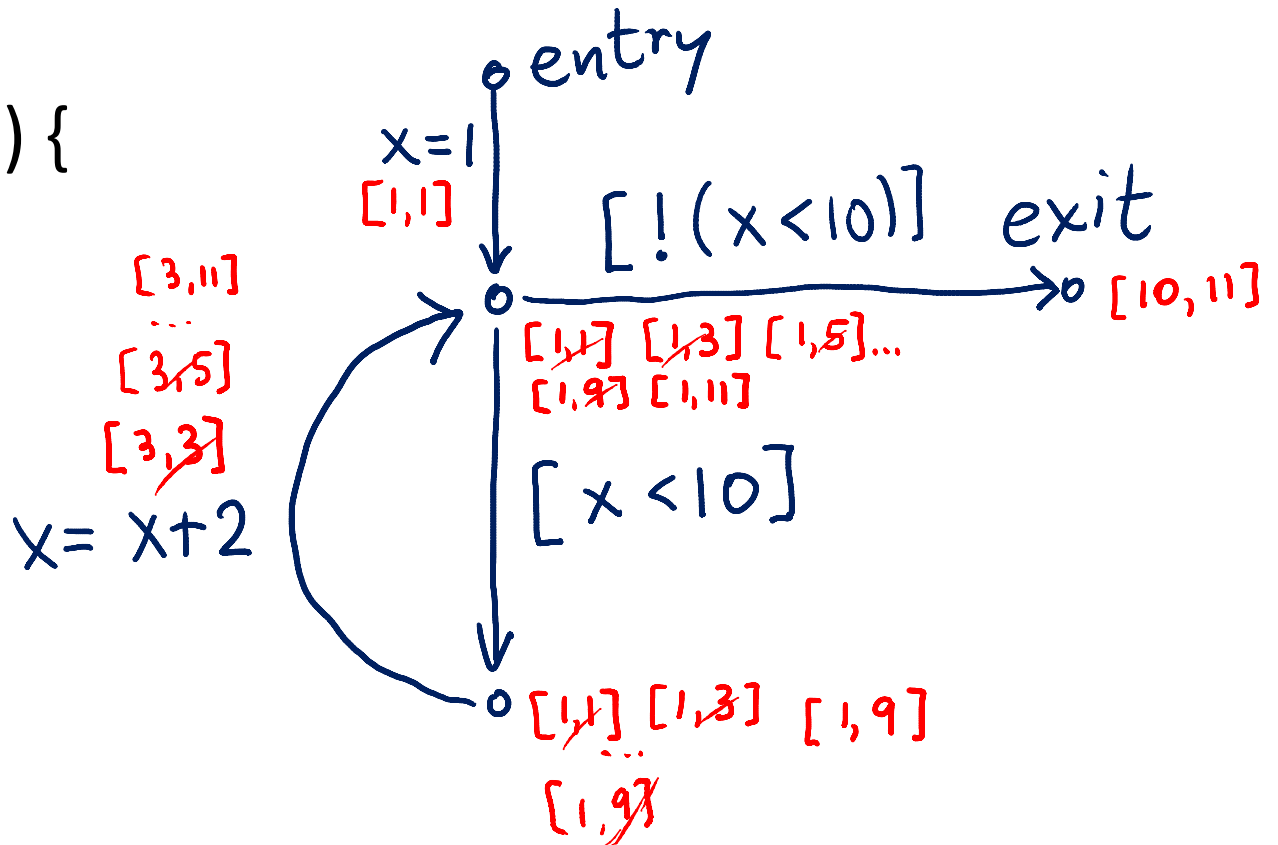 entry
) {
x=1
[1,1]
[!(x<10)]
exit
[3,11]
...
[3,5]
[3,3]
x= x+2
[10,11]
[1,1] [1,3] [1,5]...
[1,9] [1,11]
[x<10]
[1,1] [1,3] [1,9]
...
[1,9]